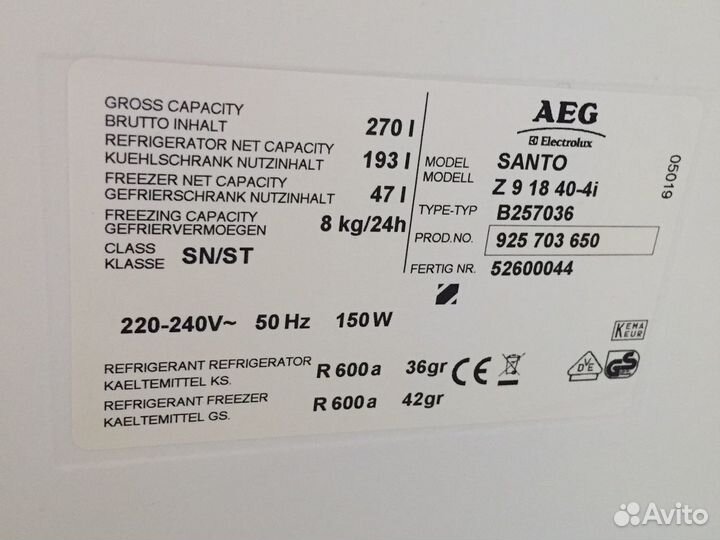 GROSS CAPACITY
BRUTTO INHALT 270 l
REFRIGERATOR NET CAPACITY
KUEHLSCHRANK NUTZINHALT 193 l
FREEZER NET CAPACITY
GEFRIERSCHRANK NUTZINHALT 47 l
FREEZING CAPACITY
GEFRIERVERMOEGEN 8 kg/24h
CLASS
KLASSE SN/ST
AEG
Electrolux
MODEL SANTO
MODELL Z 9 18 40-4i
TYPE-TYP B257036
PROD.NO. 925 703 650
FERTIG NR. 52600044
05019
220-240V~ 50 Hz 150 W
KEMA
KEUR
REFRIGERANT REFRIGERATOR
KAELTEMITTEL KS. R 600 a 36gr
REFRIGERANT FREEZER
KAELTEMITTEL GS. R 600 a 42gr
CE
VDE
GS
Avito